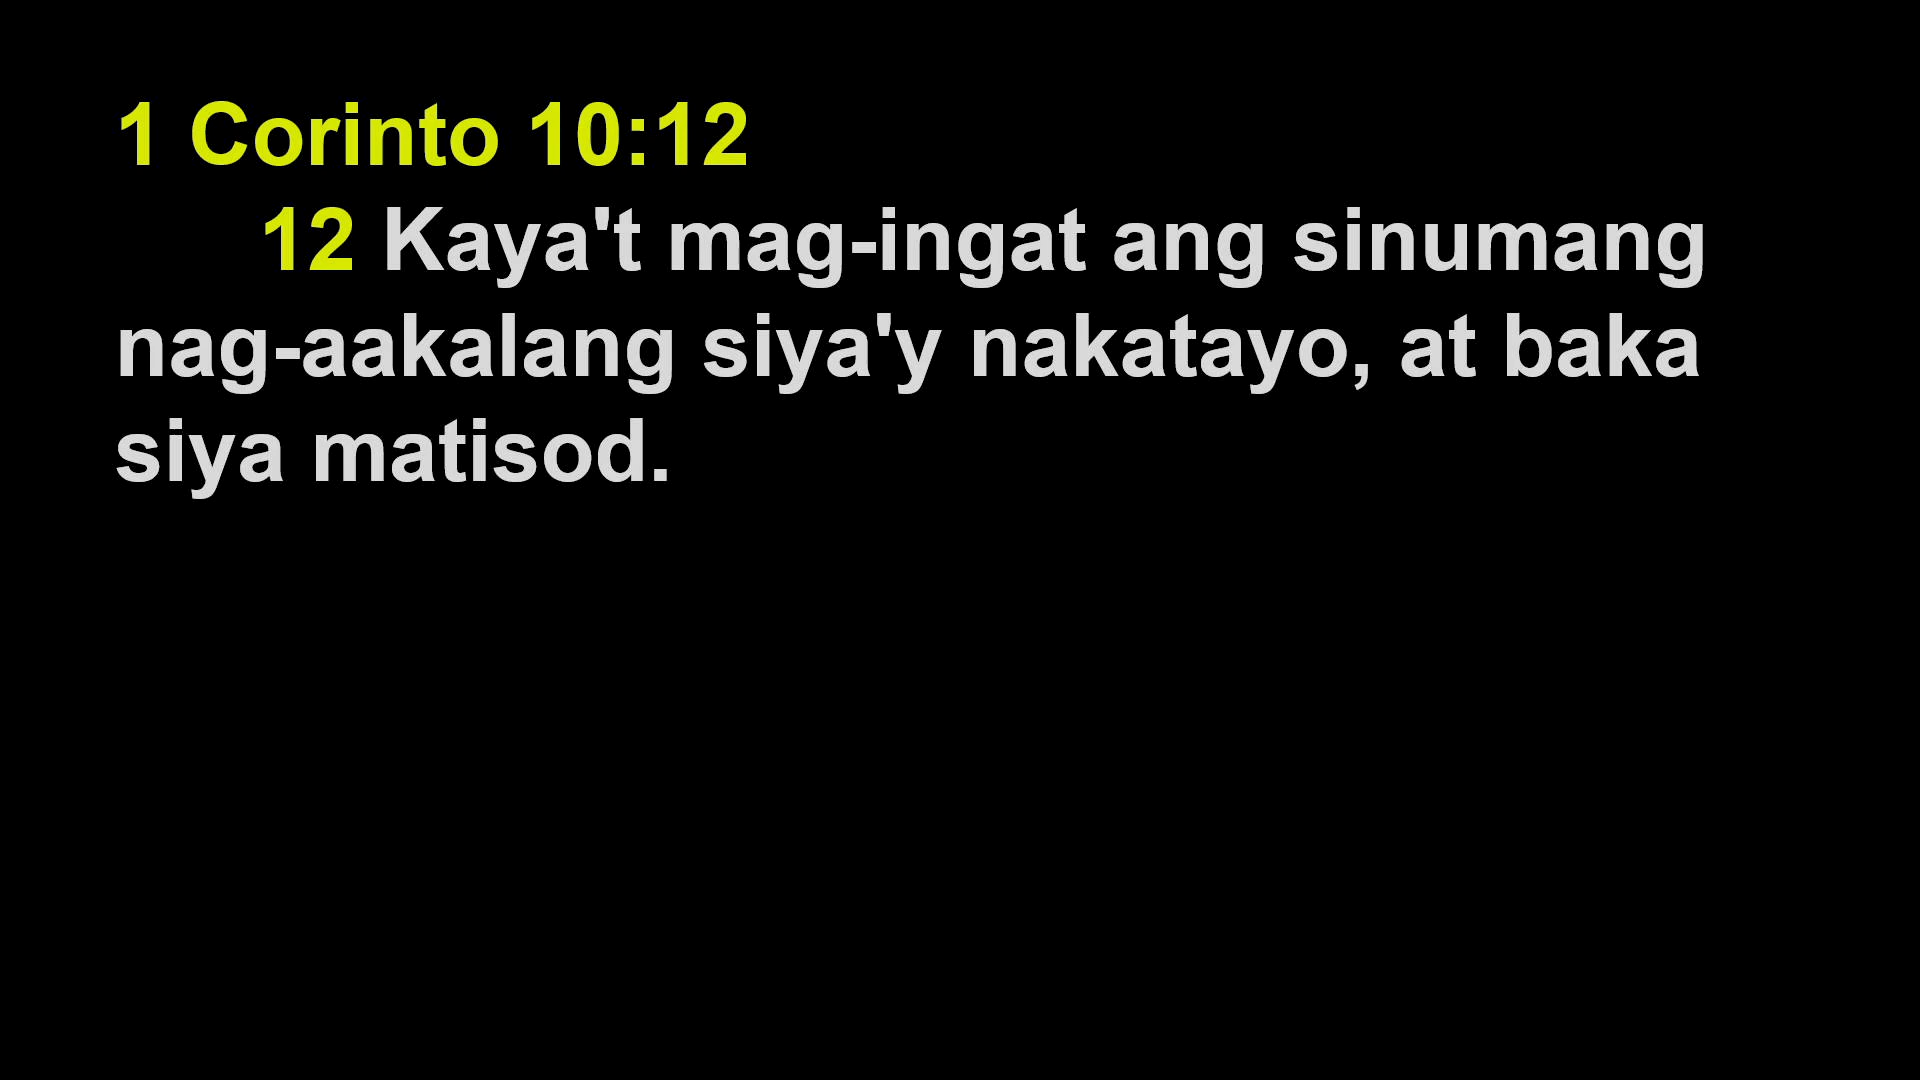 1 Corinto 10:12
12 Kaya't mag-ingat ang sinumang
nag-aakalang siya'y nakatayo, at baka
siya matisod.